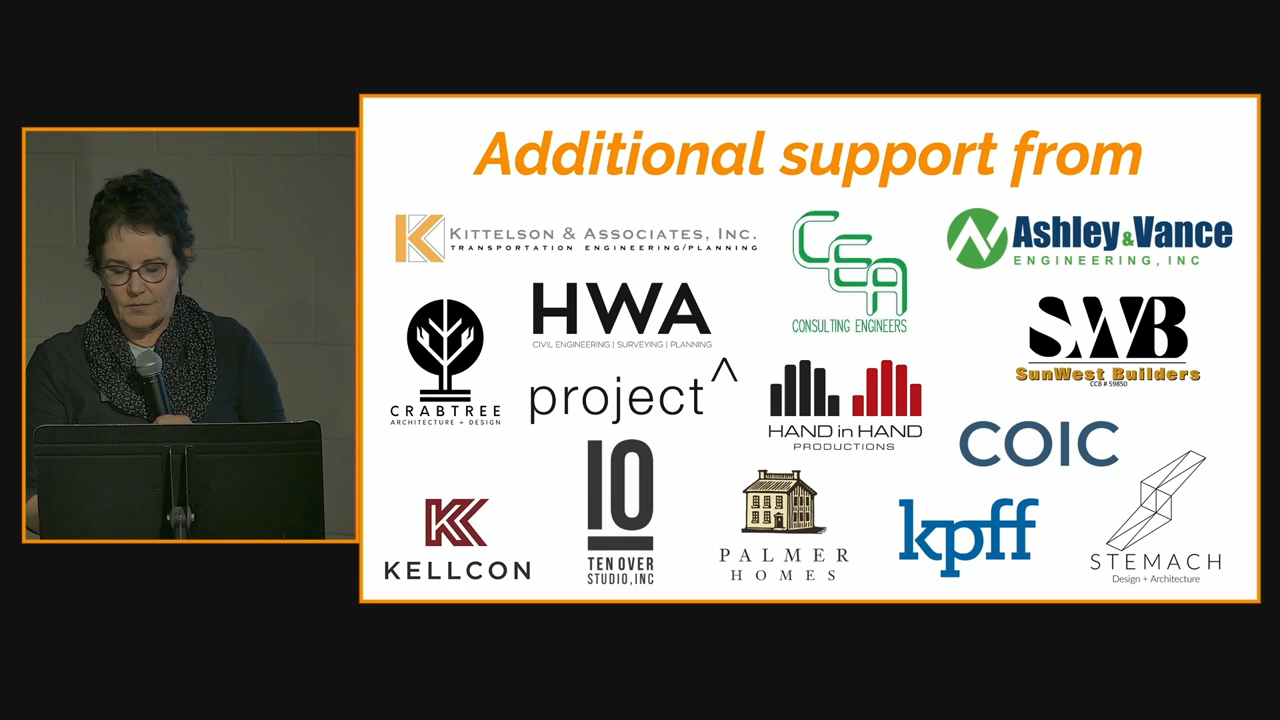 Additional support from
K
KITTELSON & ASSOCIATES, INC.
TRANSPORTATION ENGINEERING/PLANNING
CEA
CONSULTING ENGINEERS
Ashley & Vance
ENGINEERING, INC
CRABTREE
ARCHITECTURE + DESIGN
HWA
CIVIL ENGINEERING | SURVEYING | PLANNING
project^
HAND in HAND
PRODUCTIONS
SWB
SunWest Builders
CCB # 59850
COIC
KK
KELLCON
10
TEN OVER
STUDIO, INC
PALMER
HOMES
kpff
STEMACH
Design + Architecture